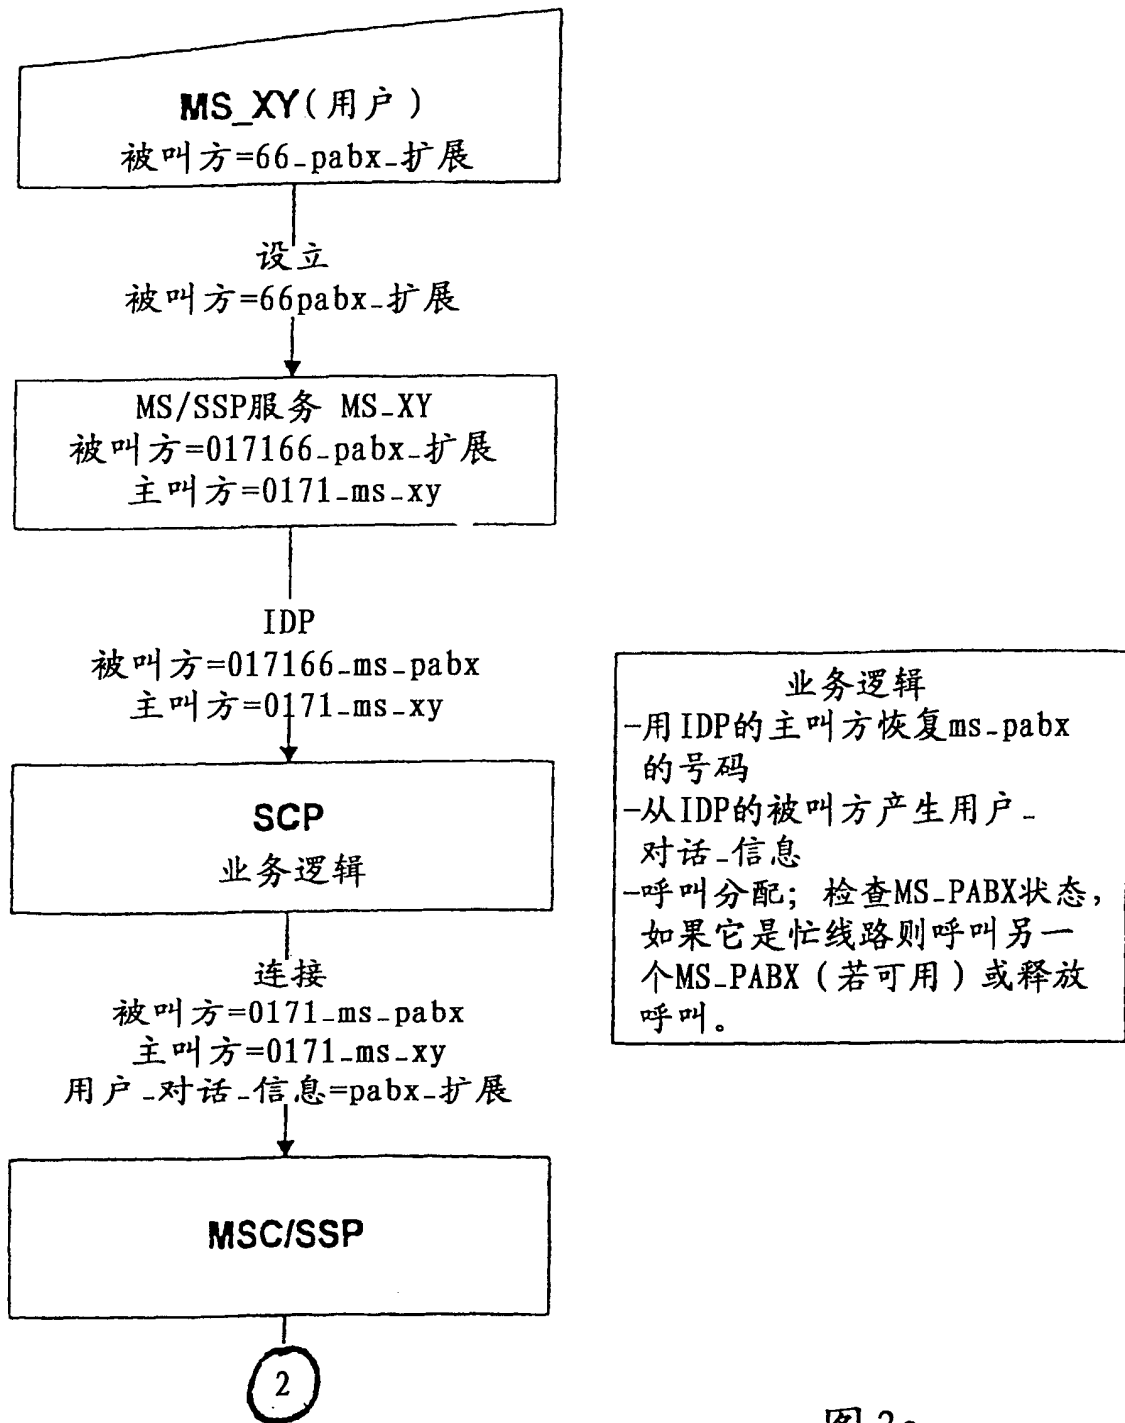 MS_XY(用户)
被叫方=66_pabx_扩展
设立
被叫方=66pabx_扩展
MS/SSP服务 MS_XY
被叫方=017166_pabx_扩展
主叫方=0171_ms_xy
IDP
被叫方=017166_ms_pabx
主叫方=0171_ms_xy
SCP
业务逻辑
连接
被叫方=0171_ms_pabx
主叫方=0171_ms_xy
用户_对话_信息=pabx_扩展
MSC/SSP
2
业务逻辑
-用IDP的主叫方恢复ms_pabx
的号码
-从IDP的被叫方产生用户_
对话_信息
-呼叫分配; 检查MS_PABX状态,
如果它是忙线路则呼叫另一
个MS_PABX(若可用)或释放
呼叫。